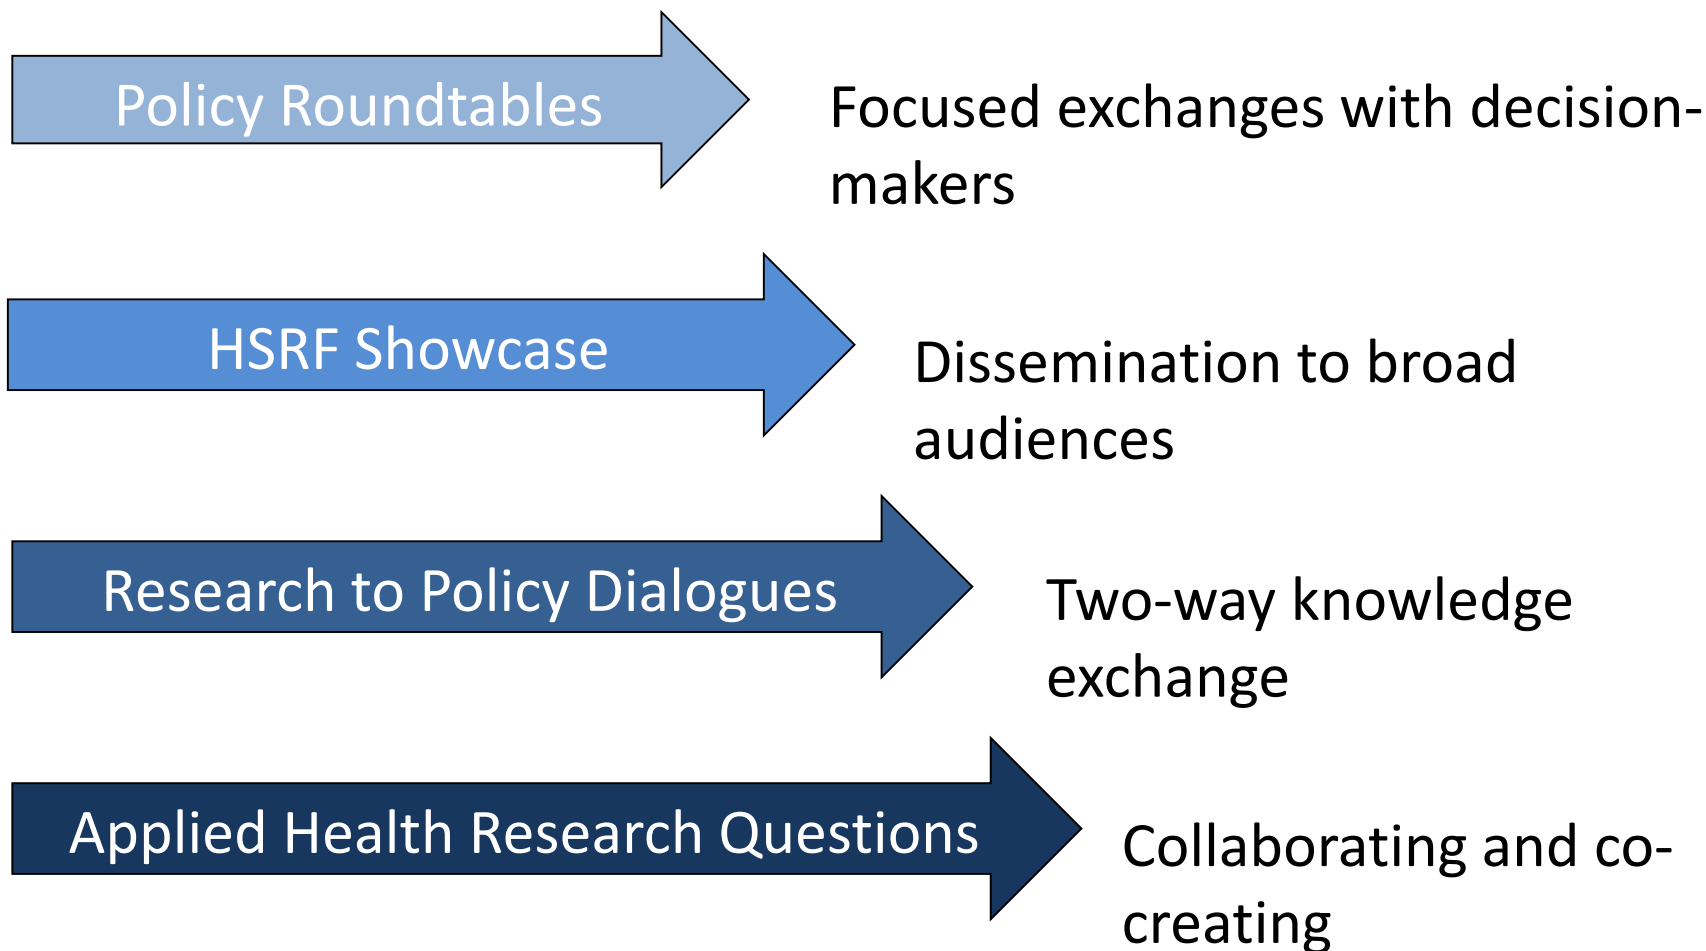 Policy Roundtables
Focused exchanges with decision-
makers
HSRF Showcase
Dissemination to broad
audiences
Research to Policy Dialogues
Two-way knowledge
exchange
Applied Health Research Questions
Collaborating and co-
creating